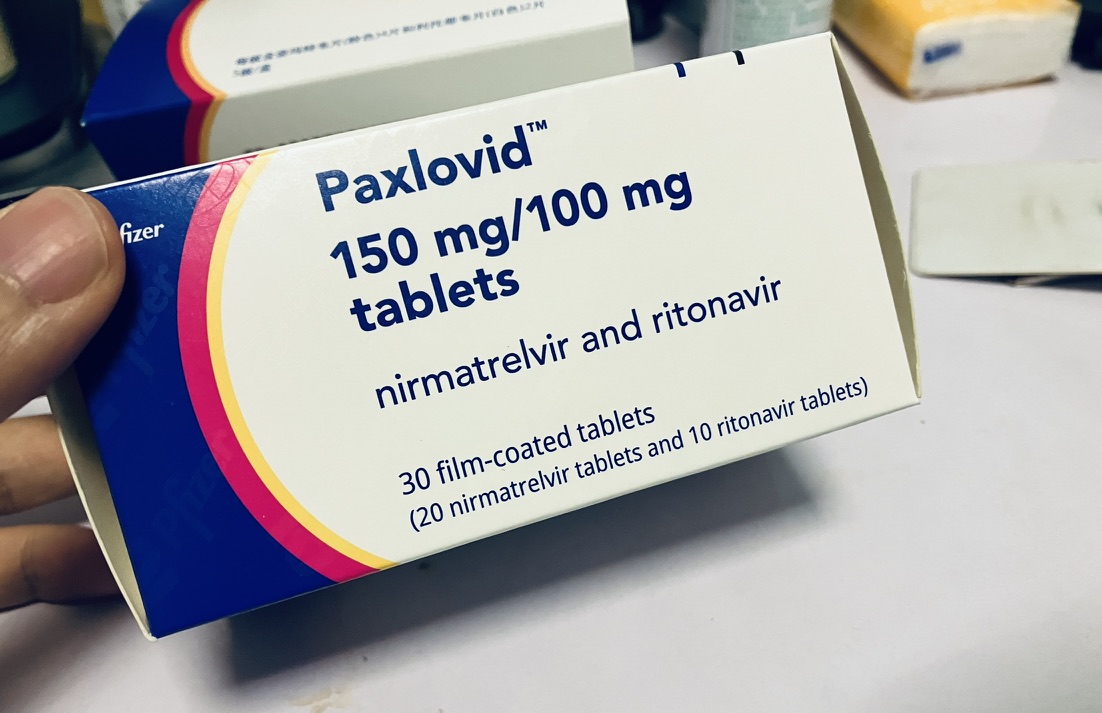 Paxlovid™
150 mg/100 mg
tablets
nirmatrelvir and ritonavir
30 film-coated tablets
(20 nirmatrelvir tablets and 10 ritonavir tablets)
fizer